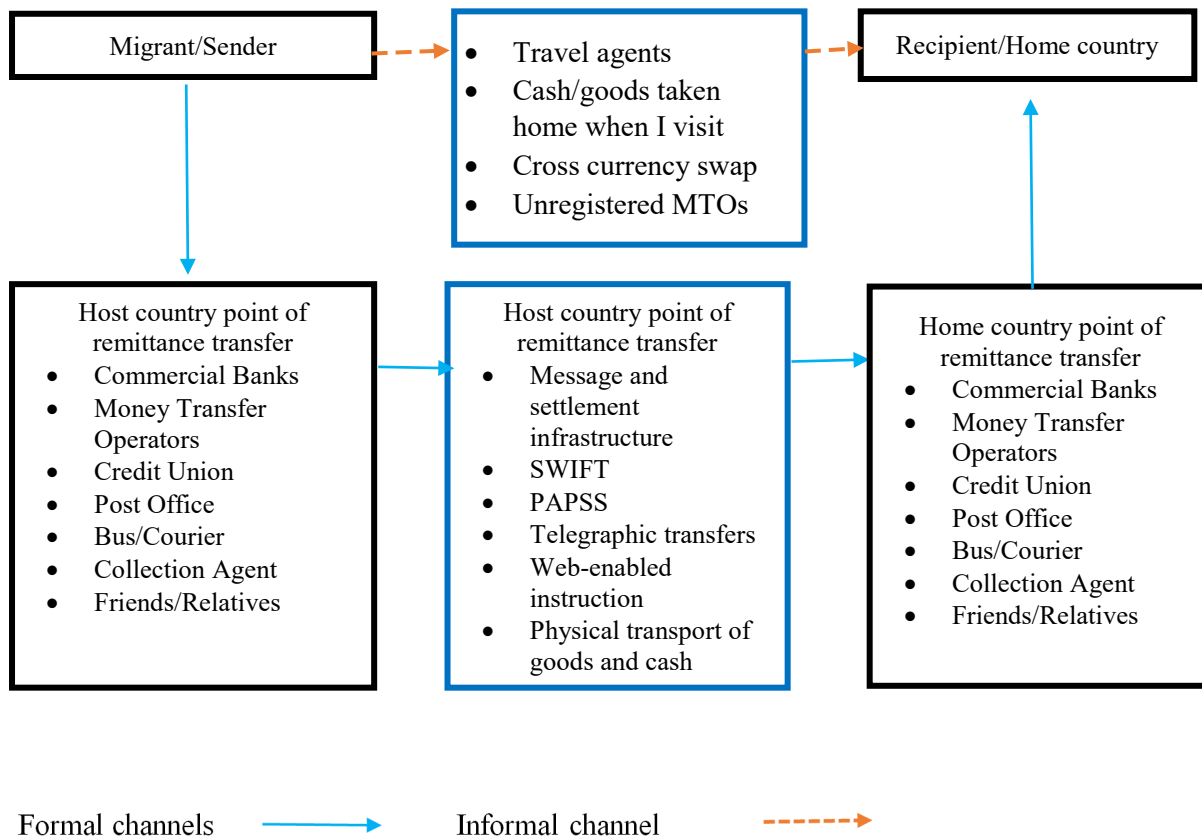 Migrant/Sender
• Travel agents
• Cash/goods taken
home when I visit
• Cross currency swap
• Unregistered MTOs
Recipient/Home country
Host country point of
remittance transfer
• Commercial Banks
• Money Transfer
Operators
• Credit Union
• Post Office
• Bus/Courier
• Collection Agent
• Friends/Relatives
Host country point of
remittance transfer
• Message and
settlement
infrastructure
• SWIFT
• PAPSS
• Telegraphic transfers
• Web-enabled
instruction
• Physical transport of
goods and cash
Home country point of
remittance transfer
• Commercial Banks
• Money Transfer
Operators
• Credit Union
• Post Office
• Bus/Courier
• Collection Agent
• Friends/Relatives
Formal channels
Informal channel